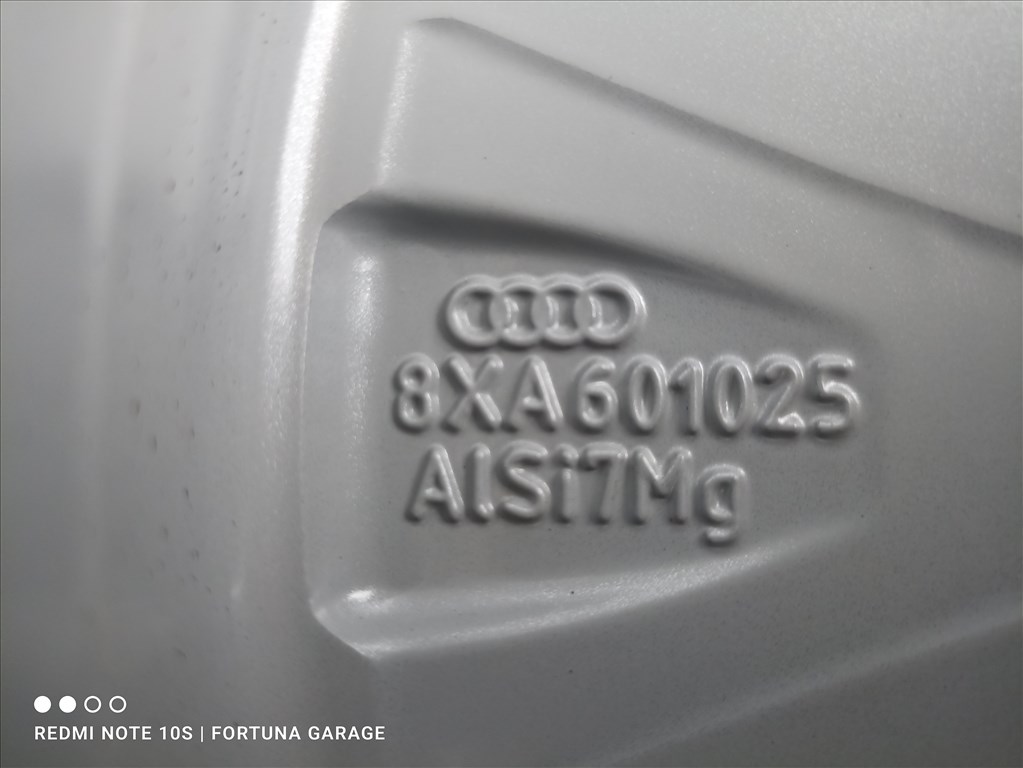 8XA601025
AlSi7Mg
REDMI NOTE 10S | FORTUNA GARAGE